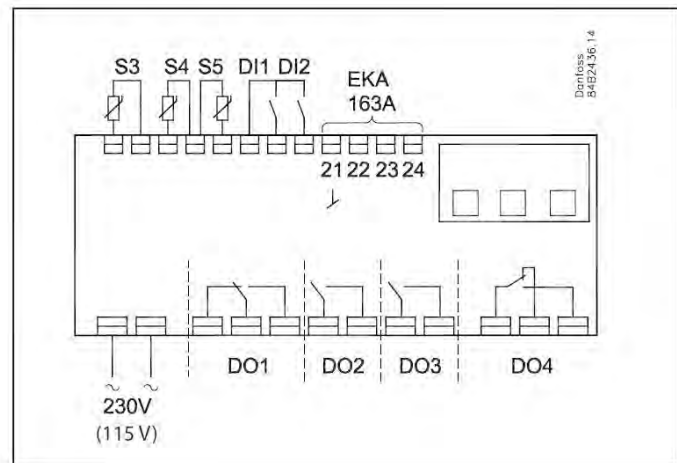 S3 S4 S5 DI1 DI2
EKA
163A
Danfoss
84B2436.14
21 22 23 24
DO1 DO2 DO3 DO4
230V
(115 V)